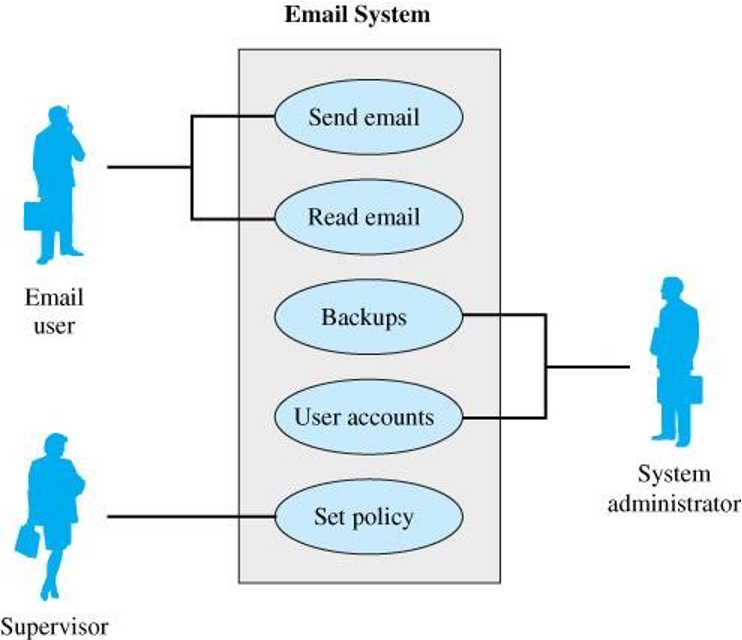 Email System
Send email
Read email
Email
user
Backups
User accounts
System
administrator
Set policy
Supervisor